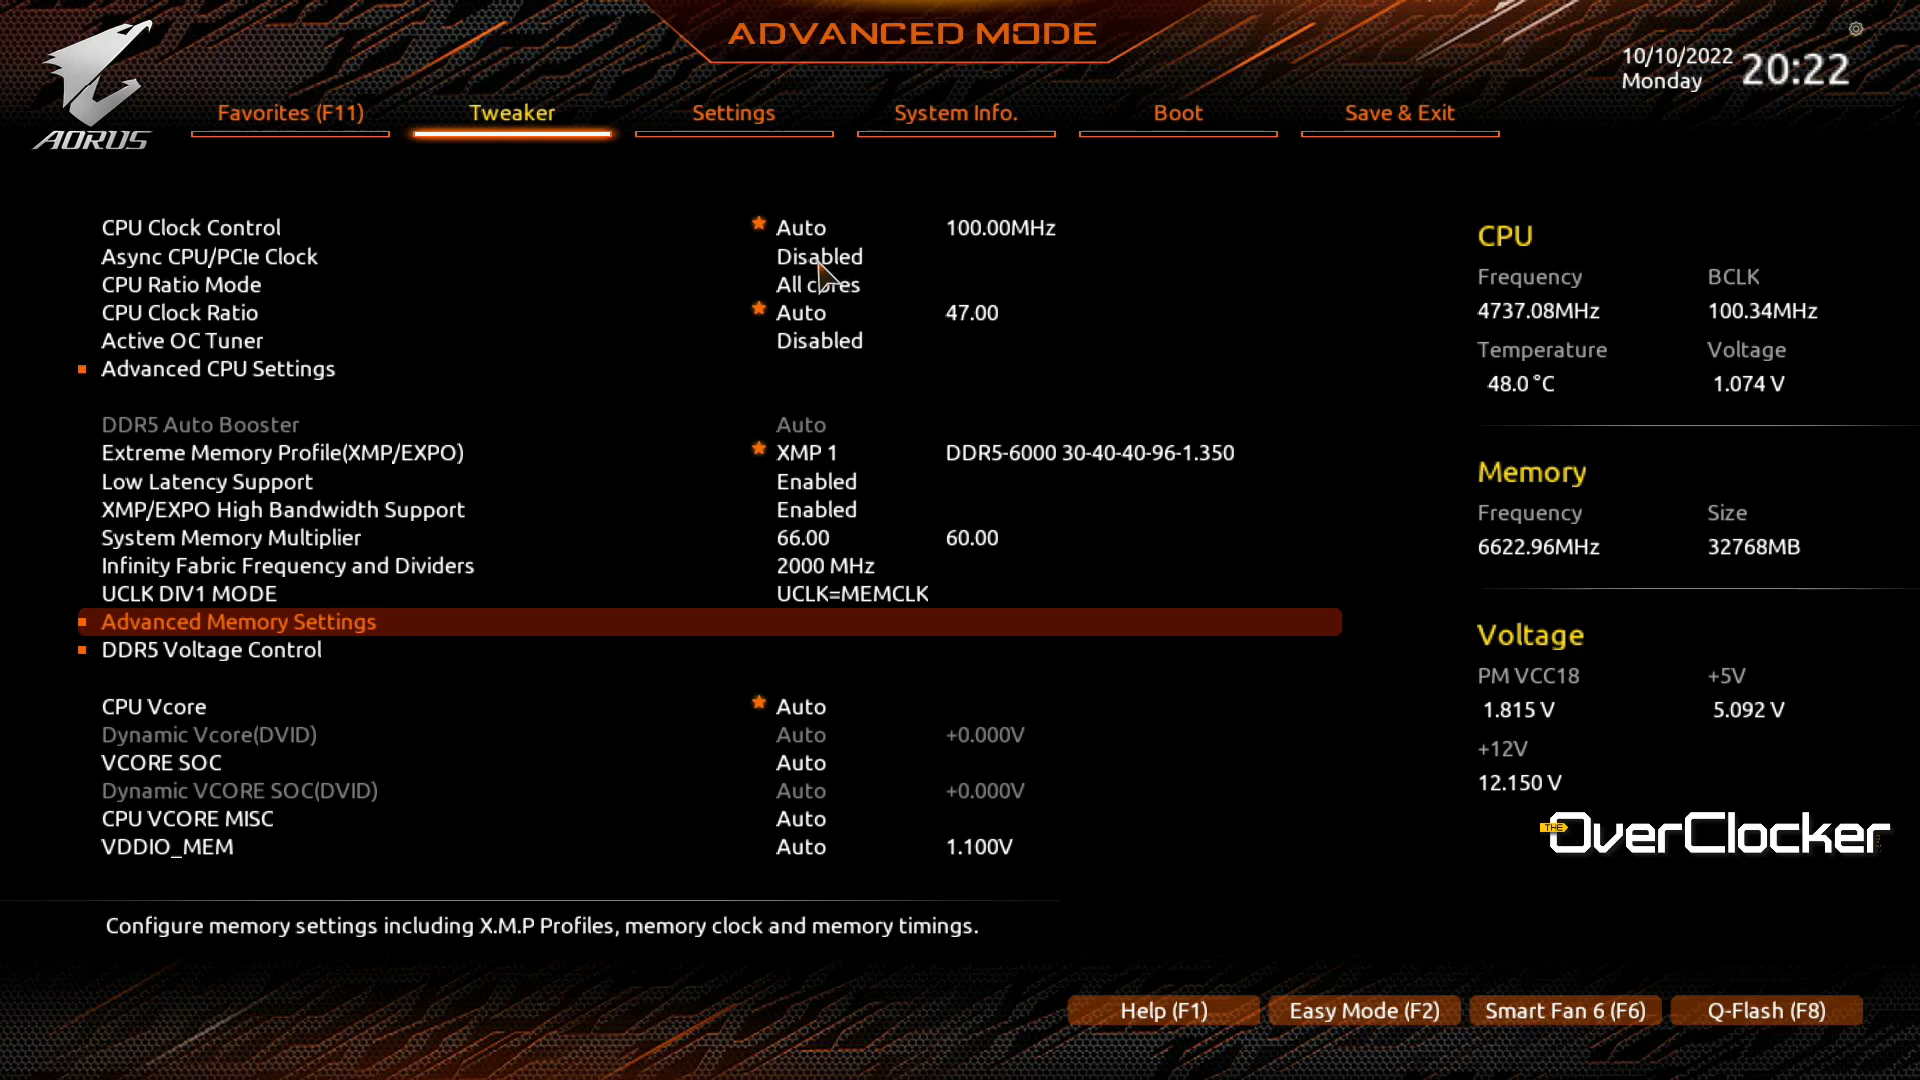 ADVANCED MODE
10/10/2022
Monday
20:22
AORUS
Favorites (F11) Tweaker Settings System Info. Boot Save & Exit
CPU Clock Control Auto 100.00MHz
Async CPU/PCIe Clock Disabled
CPU Ratio Mode All cores
CPU Clock Ratio Auto 47.00
Active OC Tuner Disabled
Advanced CPU Settings
DDR5 Auto Booster Auto
Extreme Memory Profile(XMP/EXPO) XMP 1 DDR5-6000 30-40-40-96-1.350
Low Latency Support Enabled
XMP/EXPO High Bandwidth Support Enabled
System Memory Multiplier 66.00 60.00
Infinity Fabric Frequency and Dividers 2000 MHz
UCLK DIV1 MODE UCLK=MEMCLK
Advanced Memory Settings
DDR5 Voltage Control
CPU Vcore Auto
Dynamic Vcore(DVID) Auto +0.000V
VCORE SOC Auto
Dynamic VCORE SOC(DVID) Auto +0.000V
CPU VCORE MISC Auto
VDDIO_MEM Auto 1.100V
CPU
Frequency BCLK
4737.08MHz 100.34MHz
Temperature Voltage
48.0 °C 1.074 V
Memory
Frequency Size
6622.96MHz 32768MB
Voltage
PM VCC18 +5V
1.815 V 5.092 V
+12V
12.150 V
THE OverClocker
Configure memory settings including X.M.P Profiles, memory clock and memory timings.
Help (F1) Easy Mode (F2) Smart Fan 6 (F6) Q-Flash (F8)